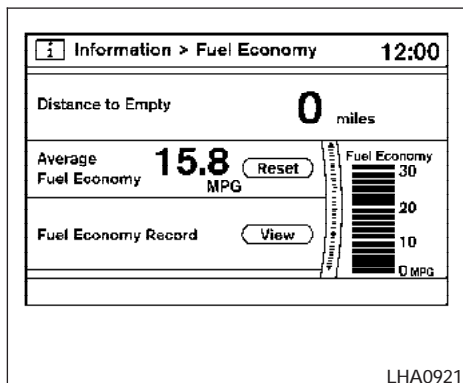 i Information > Fuel Economy 12:00
Distance to Empty 0 miles
Average Fuel Economy 15.8 MPG Reset
Fuel Economy Record View
Fuel Economy
30
20
10
0 MPG
LHA0921